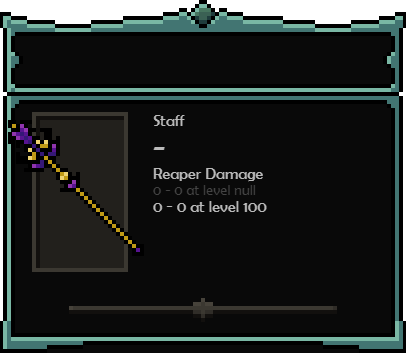 Staff
–
Reaper Damage
0 - 0 at level null
0 - 0 at level 100